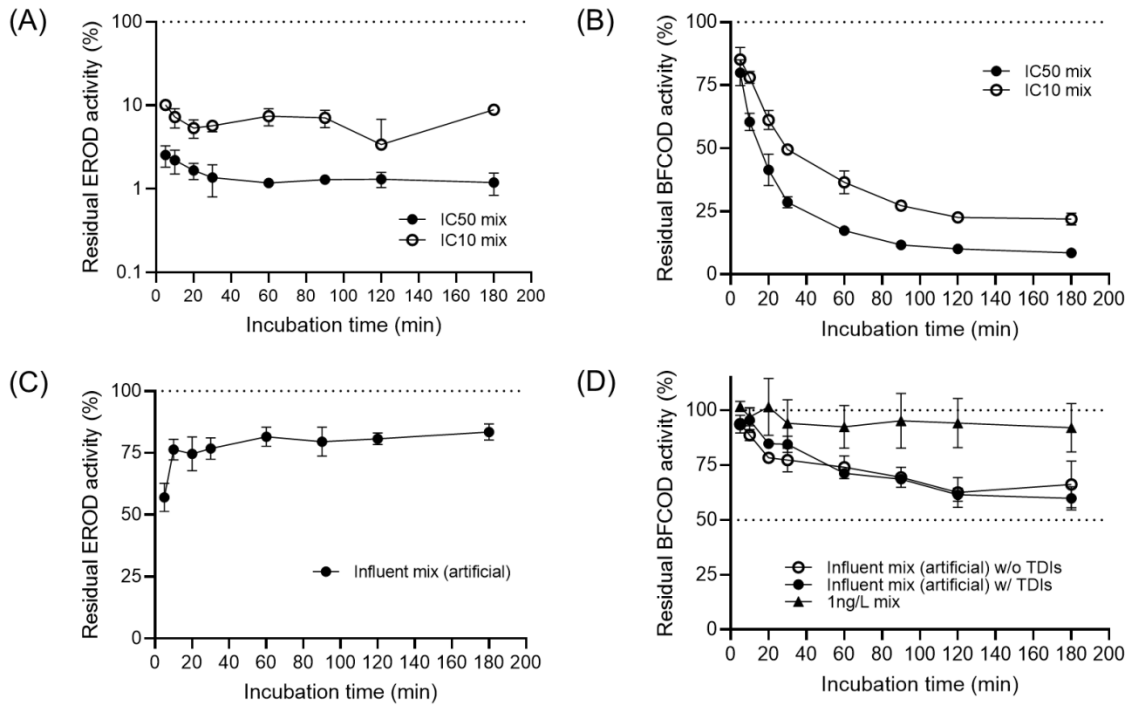 (A)
Residual EROD activity (%)
100
10
1
0.1
IC50 mix
IC10 mix
0 20 40 60 80 100 120 140 160 180 200
Incubation time (min)
(B)
Residual BFCOD activity (%)
100
75
50
25
0
IC50 mix
IC10 mix
0 20 40 60 80 100 120 140 160 180 200
Incubation time (min)
(C)
Residual EROD activity (%)
100
75
50
25
0
Influent mix (artificial)
0 20 40 60 80 100 120 140 160 180 200
Incubation time (min)
(D)
Residual BFCOD activity (%)
100
75
50
75
100
Influent mix (artificial) w/o TDIs
Influent mix (artificial) w/ TDIs
1ng/L mix
0 20 40 60 80 100 120 140 160 180 200
Incubation time (min)